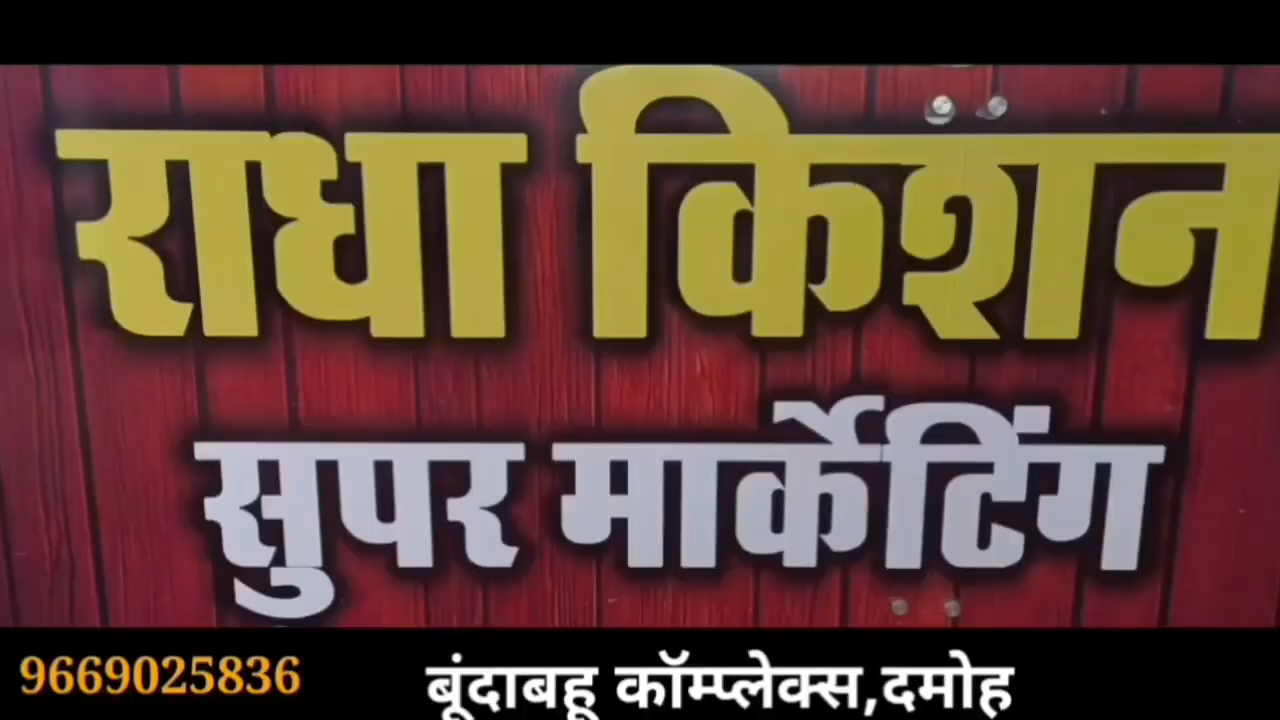 राधा किशन
सुपर मार्केटिंग
9669025836 बूंदाबहू कॉम्प्लेक्स,दमोह